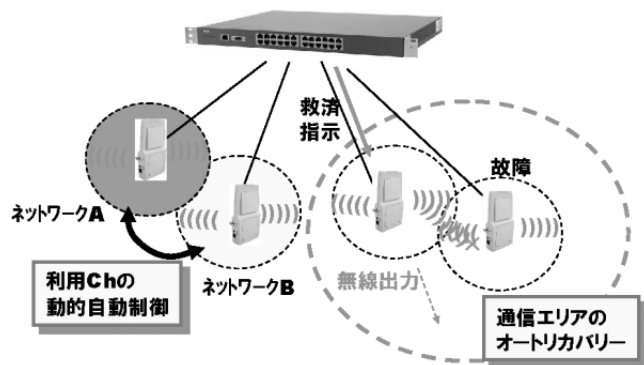 救済
指示
故障
ネットワークA
ネットワークB
利用Chの
動的自動制御
無線出力
通信エリアの
オートリカバリー